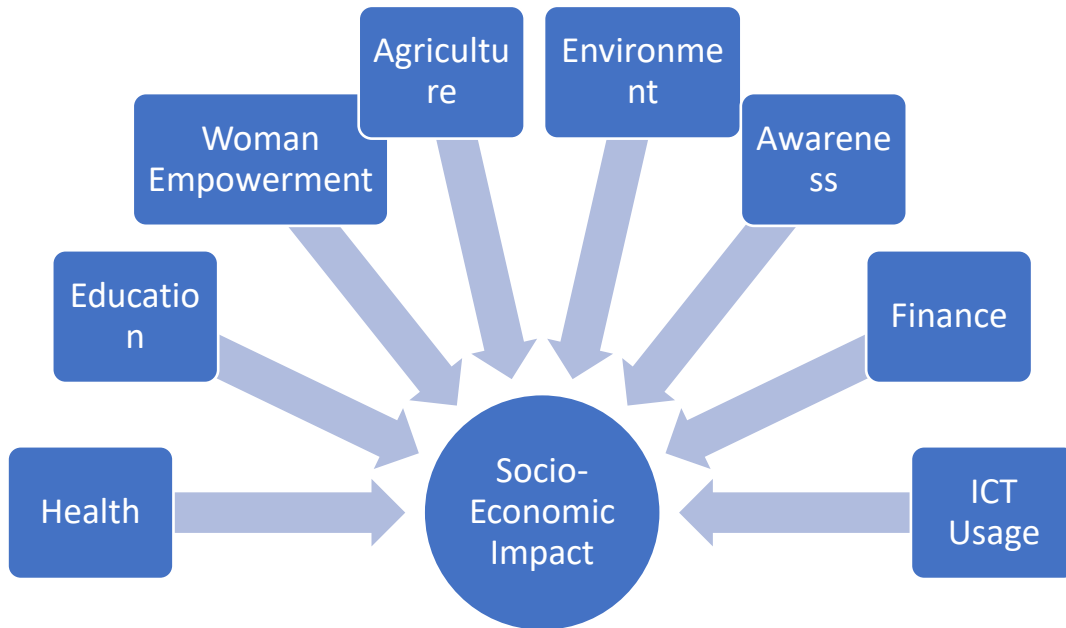 Agricultu
re
Environme
nt
Woman
Empowerment
Awarene
ss
Educatio
n
Finance
Health
Socio-
Economic
Impact
ICT
Usage